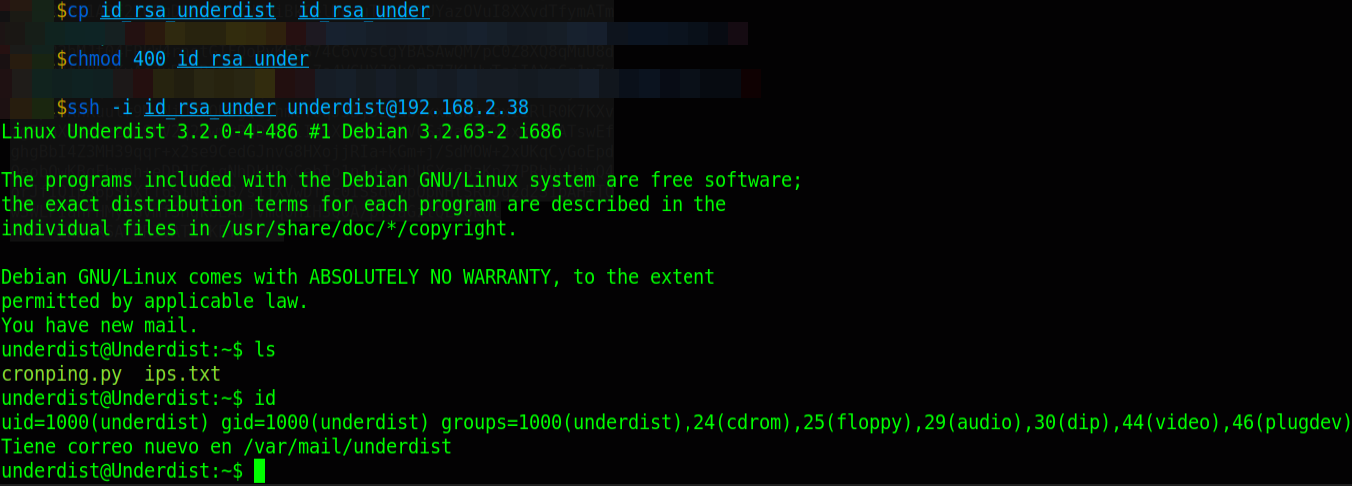 $cp id_rsa_underdist id_rsa_under
$chmod 400 id_rsa_under
$ssh -i id_rsa_under underdist@192.168.2.38
Linux Underdist 3.2.0-4-486 #1 Debian 3.2.63-2 i686
The programs included with the Debian GNU/Linux system are free software;
the exact distribution terms for each program are described in the
individual files in /usr/share/doc/*/copyright.
Debian GNU/Linux comes with ABSOLUTELY NO WARRANTY, to the extent
permitted by applicable law.
You have new mail.
underdist@Underdist:~$ ls
cronping.py ips.txt
underdist@Underdist:~$ id
uid=1000(underdist) gid=1000(underdist) groups=1000(underdist),24(cdrom),25(floppy),29(audio),30(dip),44(video),46(plugdev)
Tiene correo nuevo en /var/mail/underdist
underdist@Underdist:~$